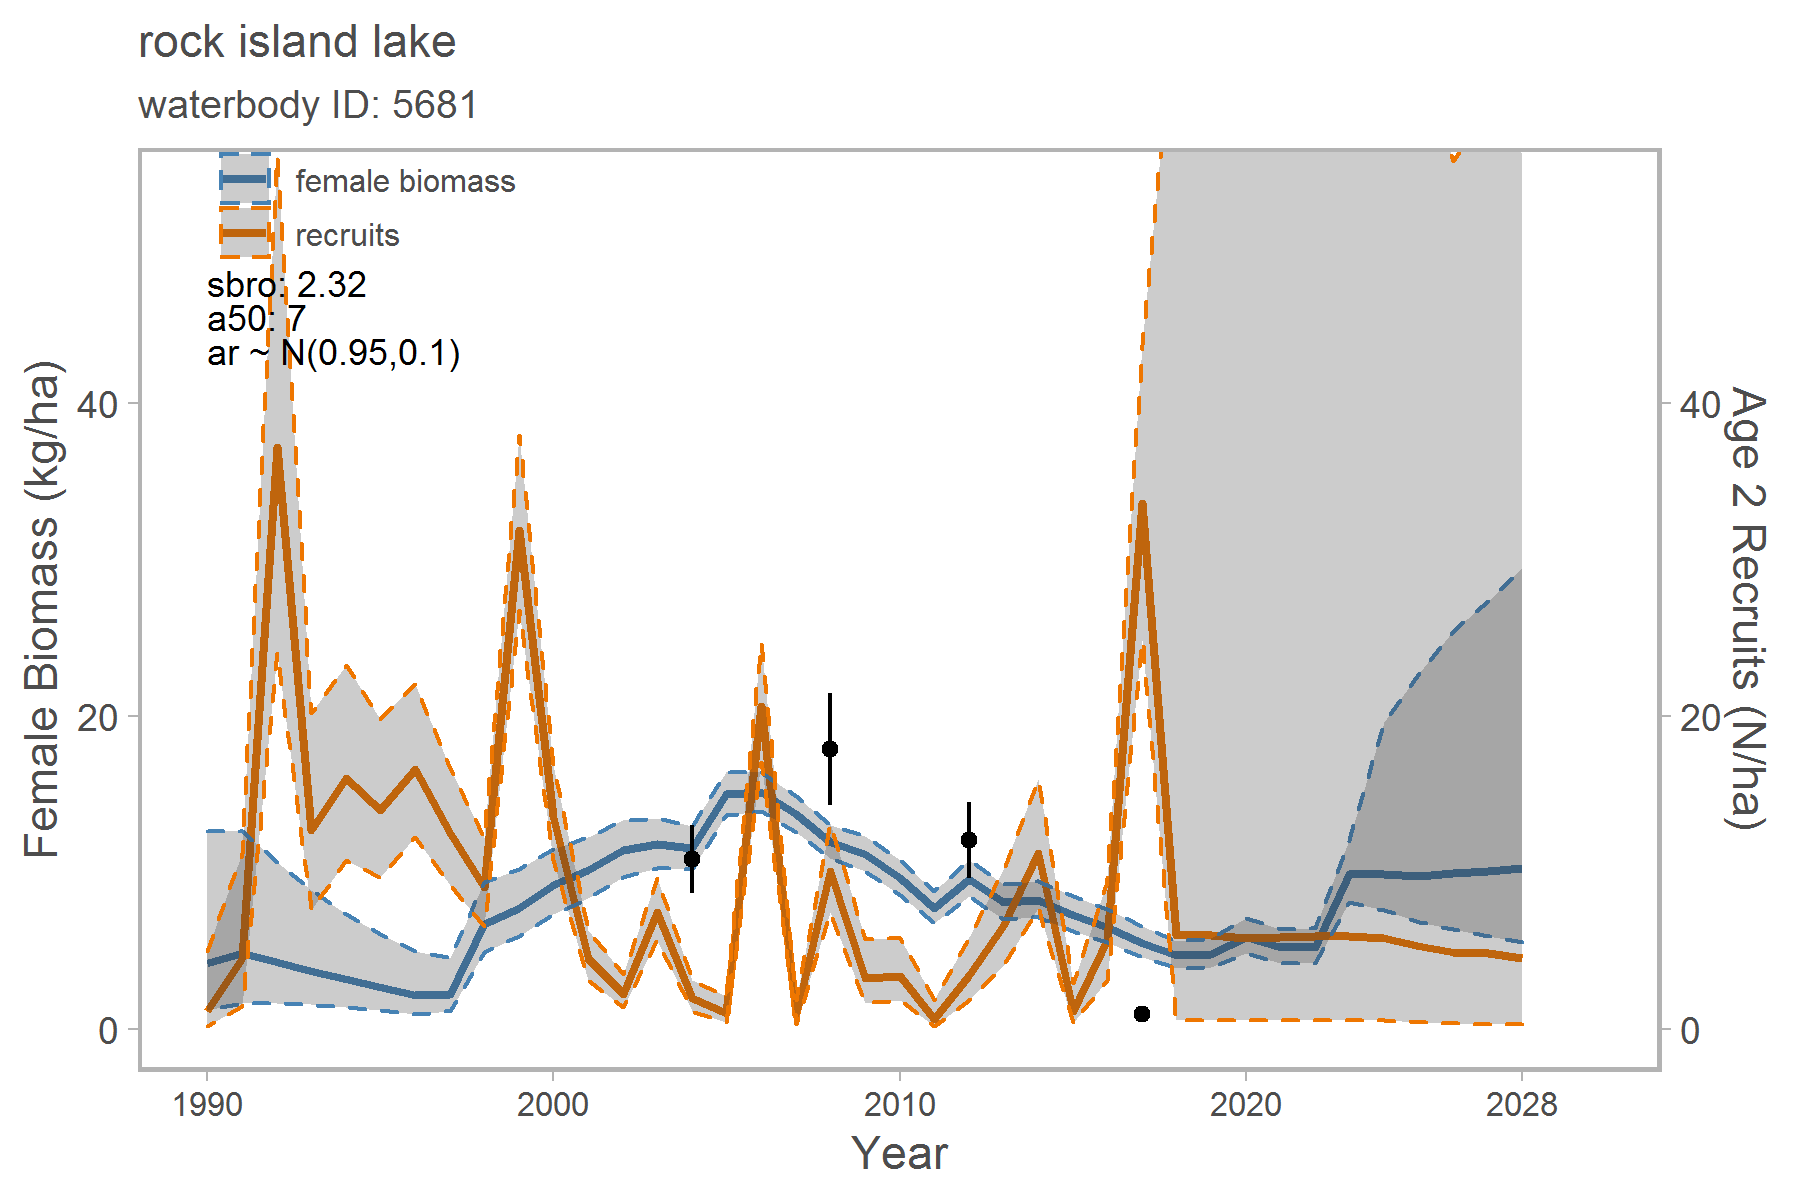 rock island lake
waterbody ID: 5681
female biomass
recruits
sbro: 2.32
a50: 7
ar ~ N(0.95,0.1)
Female Biomass (kg/ha)
40
20
0
40
20
0
Age 2 Recruits (N/ha)
1990 2000 2010 2020 2028
Year